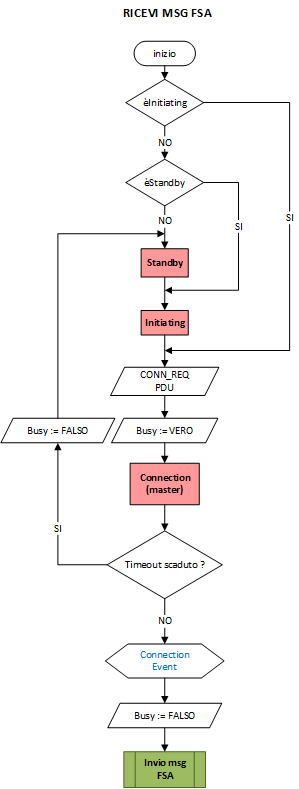 RICEVI MSG FSA
inizio
èInitiating
NO
èStandby
NO
SI
SI
Standby
Initiating
CONN_REQ
PDU
Busy := FALSO
Busy := VERO
Connection
(master)
SI
Timeout scaduto ?
NO
Connection
Event
Busy := FALSO
Invio msg
FSA